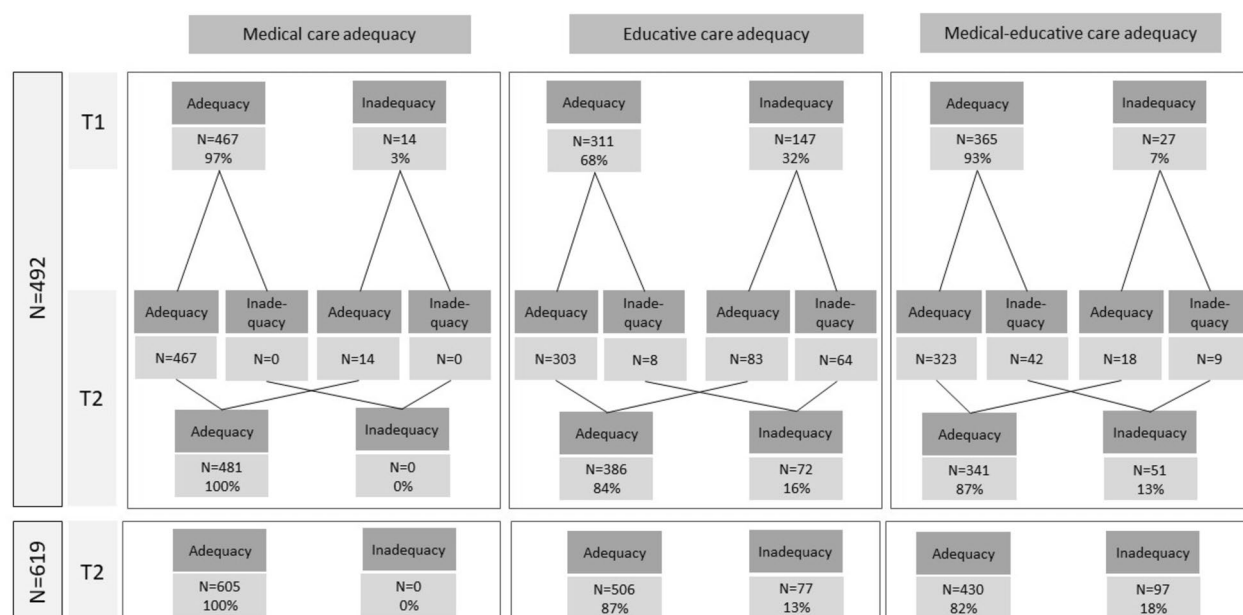 Medical care adequacy
Educative care adequacy
Medical-educative care adequacy
N=492
T1
Adequacy
N=467
97%
Inadequacy
N=14
3%
Adequacy
N=311
68%
Inadequacy
N=147
32%
Adequacy
N=365
93%
Inadequacy
N=27
7%
T2
Adequacy
N=467
Inade-
quacy
N=0
Adequacy
N=14
Inade-
quacy
N=0
Adequacy
N=303
Inade-
quacy
N=8
Adequacy
N=83
Inade-
quacy
N=64
Adequacy
N=323
Inade-
quacy
N=42
Adequacy
N=18
Inade-
quacy
N=9
Adequacy
N=481
100%
Inadequacy
N=0
0%
Adequacy
N=386
84%
Inadequacy
N=72
16%
Adequacy
N=341
87%
Inadequacy
N=51
13%
N=619
T2
Adequacy
N=605
100%
Inadequacy
N=0
0%
Adequacy
N=506
87%
Inadequacy
N=77
13%
Adequacy
N=430
82%
Inadequacy
N=97
18%